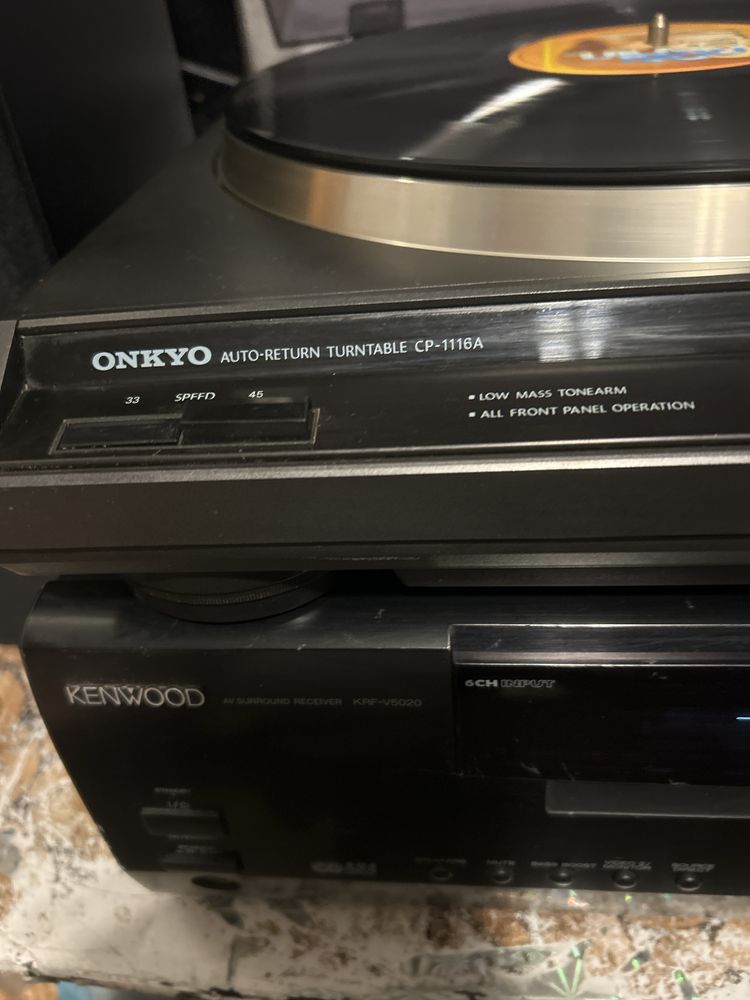 ONKYO AUTO-RETURN TURNTABLE CP-1116A
33 SPEED 45
▪ LOW MASS TONEARM
▪ ALL FRONT PANEL OPERATION
KENWOOD AV SURROUND RECEIVER KRF-V5020
6CH INPUT
MUTE BASS BOOST